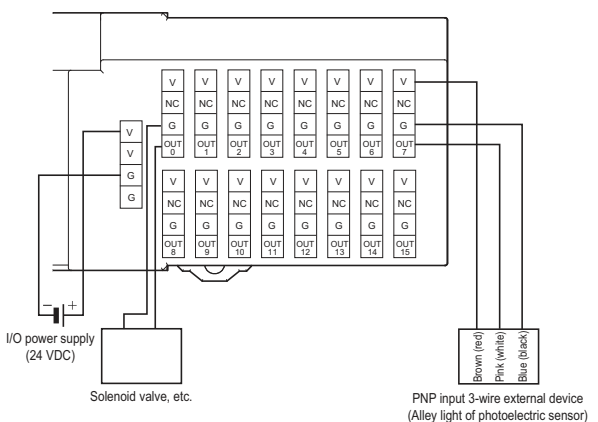 V V V V V V V V
NC NC NC NC NC NC NC NC
G G G G G G G G
OUT 0 OUT 1 OUT 2 OUT 3 OUT 4 OUT 5 OUT 6 OUT 7
V
V
G
G
V V V V V V V V
NC NC NC NC NC NC NC NC
G G G G G G G G
OUT 8 OUT 9 OUT 10 OUT 11 OUT 12 OUT 13 OUT 14 OUT 15
− +
I/O power supply
(24 VDC)
Solenoid valve, etc.
Brown (red)
Pink (white)
Blue (black)
PNP input 3-wire external device
(Alley light of photoelectric sensor)